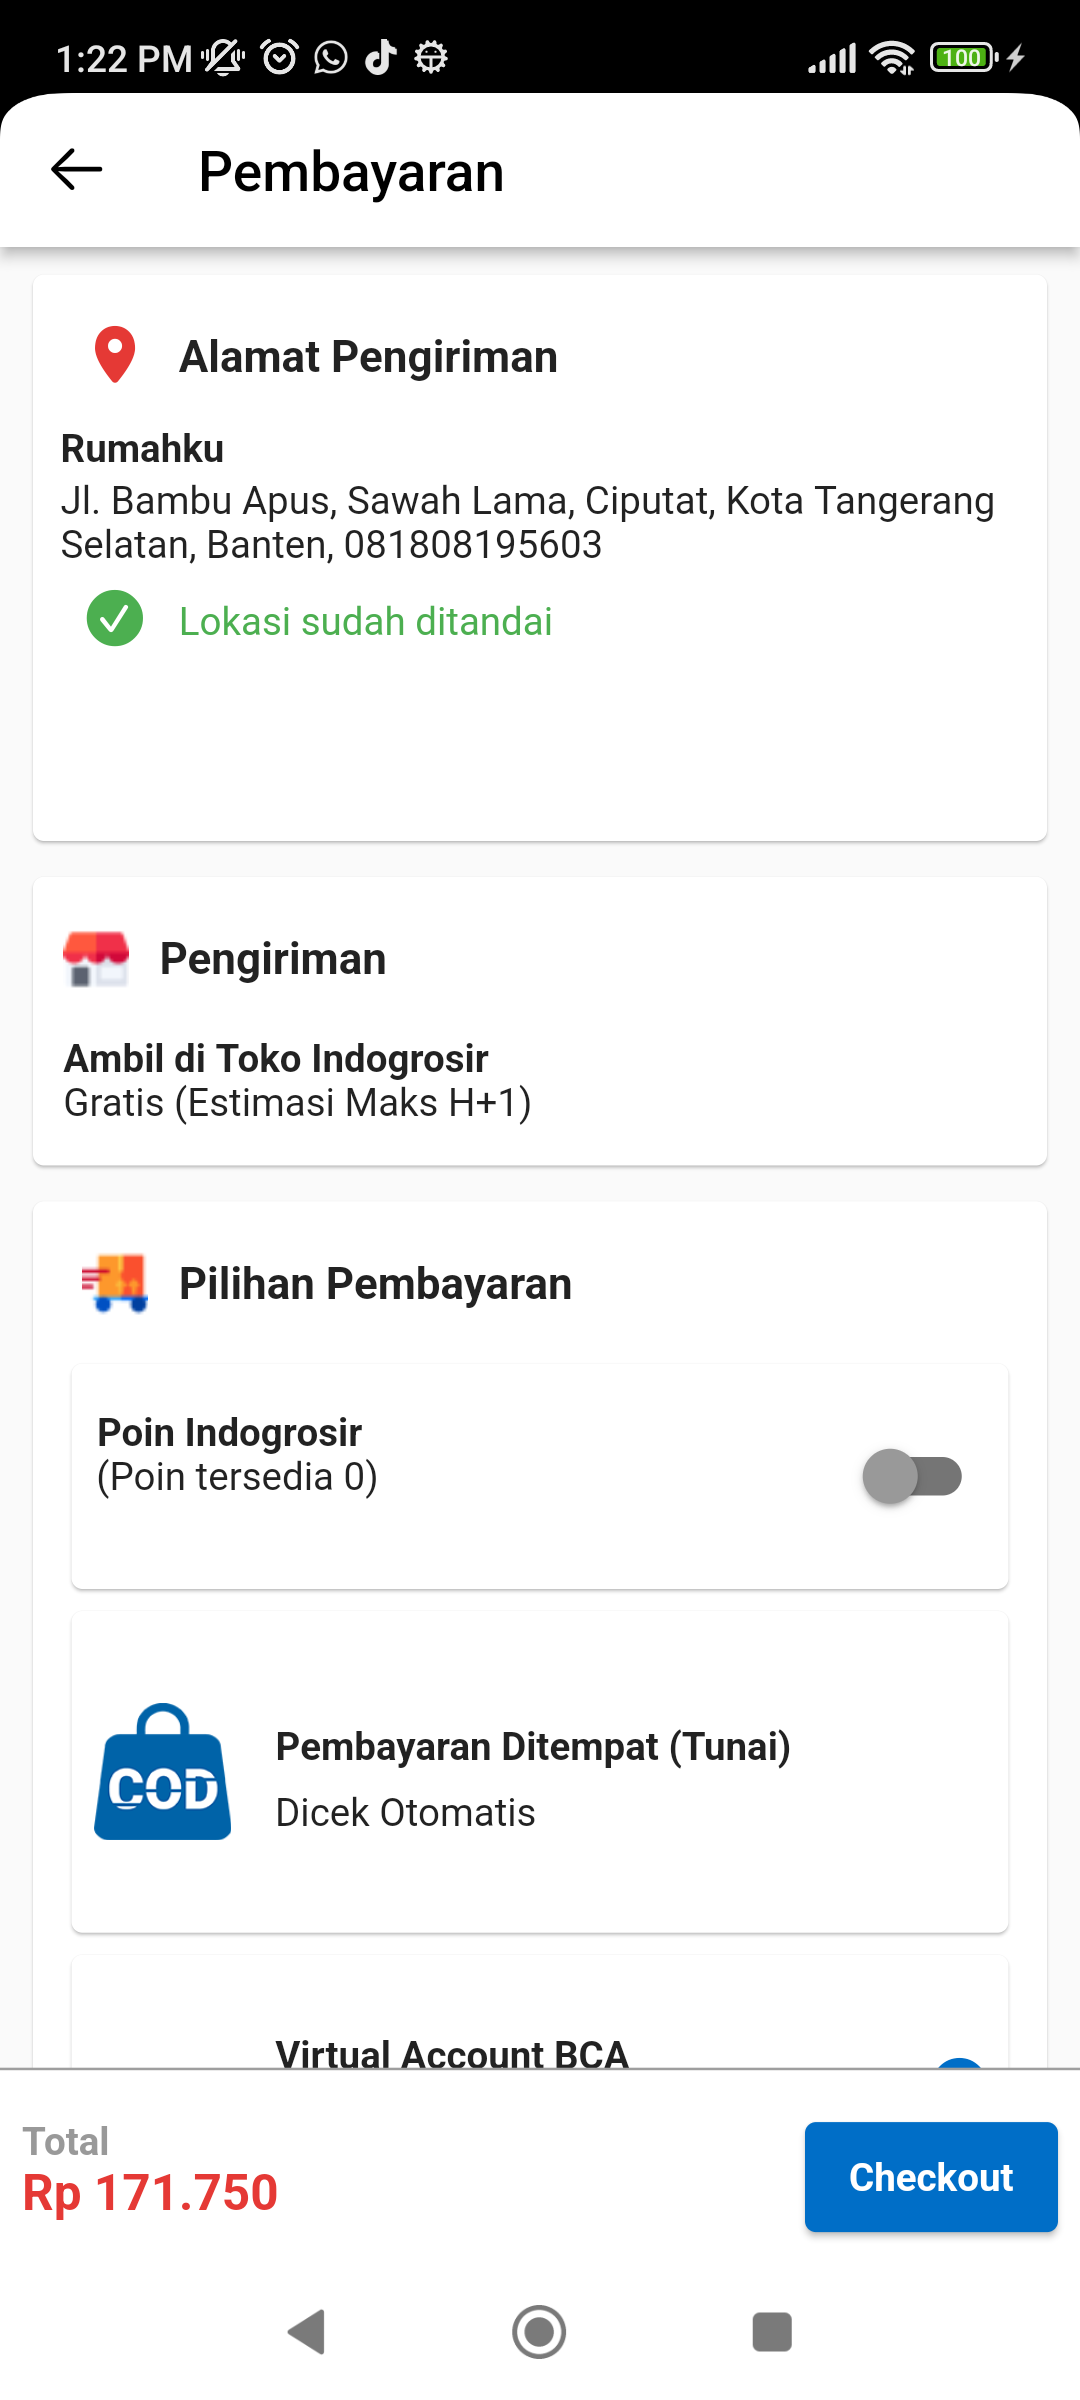 1:22 PM
100
Pembayaran
Alamat Pengiriman
Rumahku
Jl. Bambu Apus, Sawah Lama, Ciputat, Kota Tangerang
Selatan, Banten, 081808195603
Lokasi sudah ditandai
Pengiriman
Ambil di Toko Indogrosir
Gratis (Estimasi Maks H+1)
Pilihan Pembayaran
Poin Indogrosir
(Poin tersedia 0)
COD
Pembayaran Ditempat (Tunai)
Dicek Otomatis
Virtual Account BCA
Total
Rp 171.750
Checkout